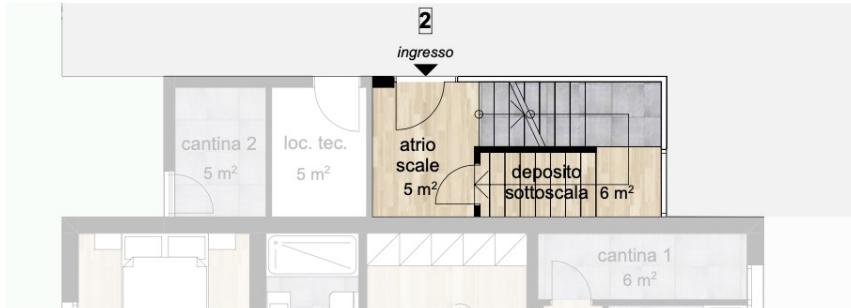 2
ingresso
cantina 2
5 m²
loc. tec.
5 m²
atrio
scale
5 m²
deposito
sottoscala 6 m²
cantina 1
6 m²